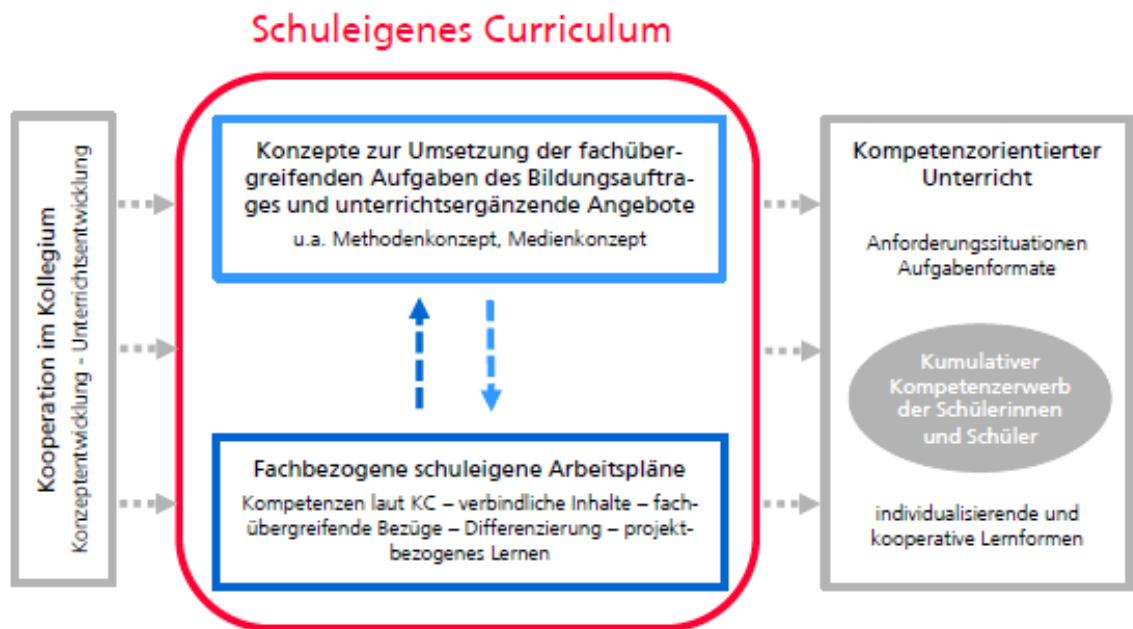 Schuleigenes Curriculum
Kooperation im Kollegium
Konzeptentwicklung - Unterrichtsentwicklung
Konzepte zur Umsetzung der fachüber-
greifenden Aufgaben des Bildungsauftra-
ges und unterrichtsergänzende Angebote
u.a. Methodenkonzept, Medienkonzept
Fachbezogene schuleigene Arbeitspläne
Kompetenzen laut KC – verbindliche Inhalte – fach-
übergreifende Bezüge – Differenzierung – projekt-
bezogenes Lernen
Kompetenzorientierter
Unterricht
Anforderungssituationen
Aufgabenformate
Kumulativer
Kompetenzerwerb
der Schülerinnen
und Schüler
individualisierende und
kooperative Lernformen